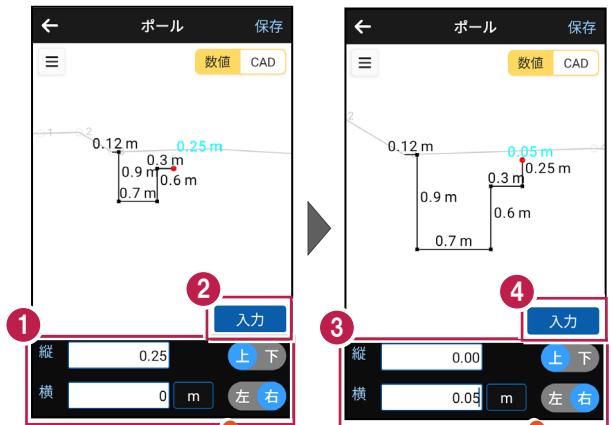 ポール 保存
数値 CAD
1 2
0.12 m 0.25 m
0.3 m
0.9 m 0.6 m
0.7 m
2
入力
1
縦 0.25 上 下
横 0 m 左 右
ポール 保存
数値 CAD
2
0.12 m 0.05 m
0.25 m
0.3 m
0.9 m
0.6 m
0.7 m
4
入力
3
縦 0.00 上 下
横 0.05 m 左 右